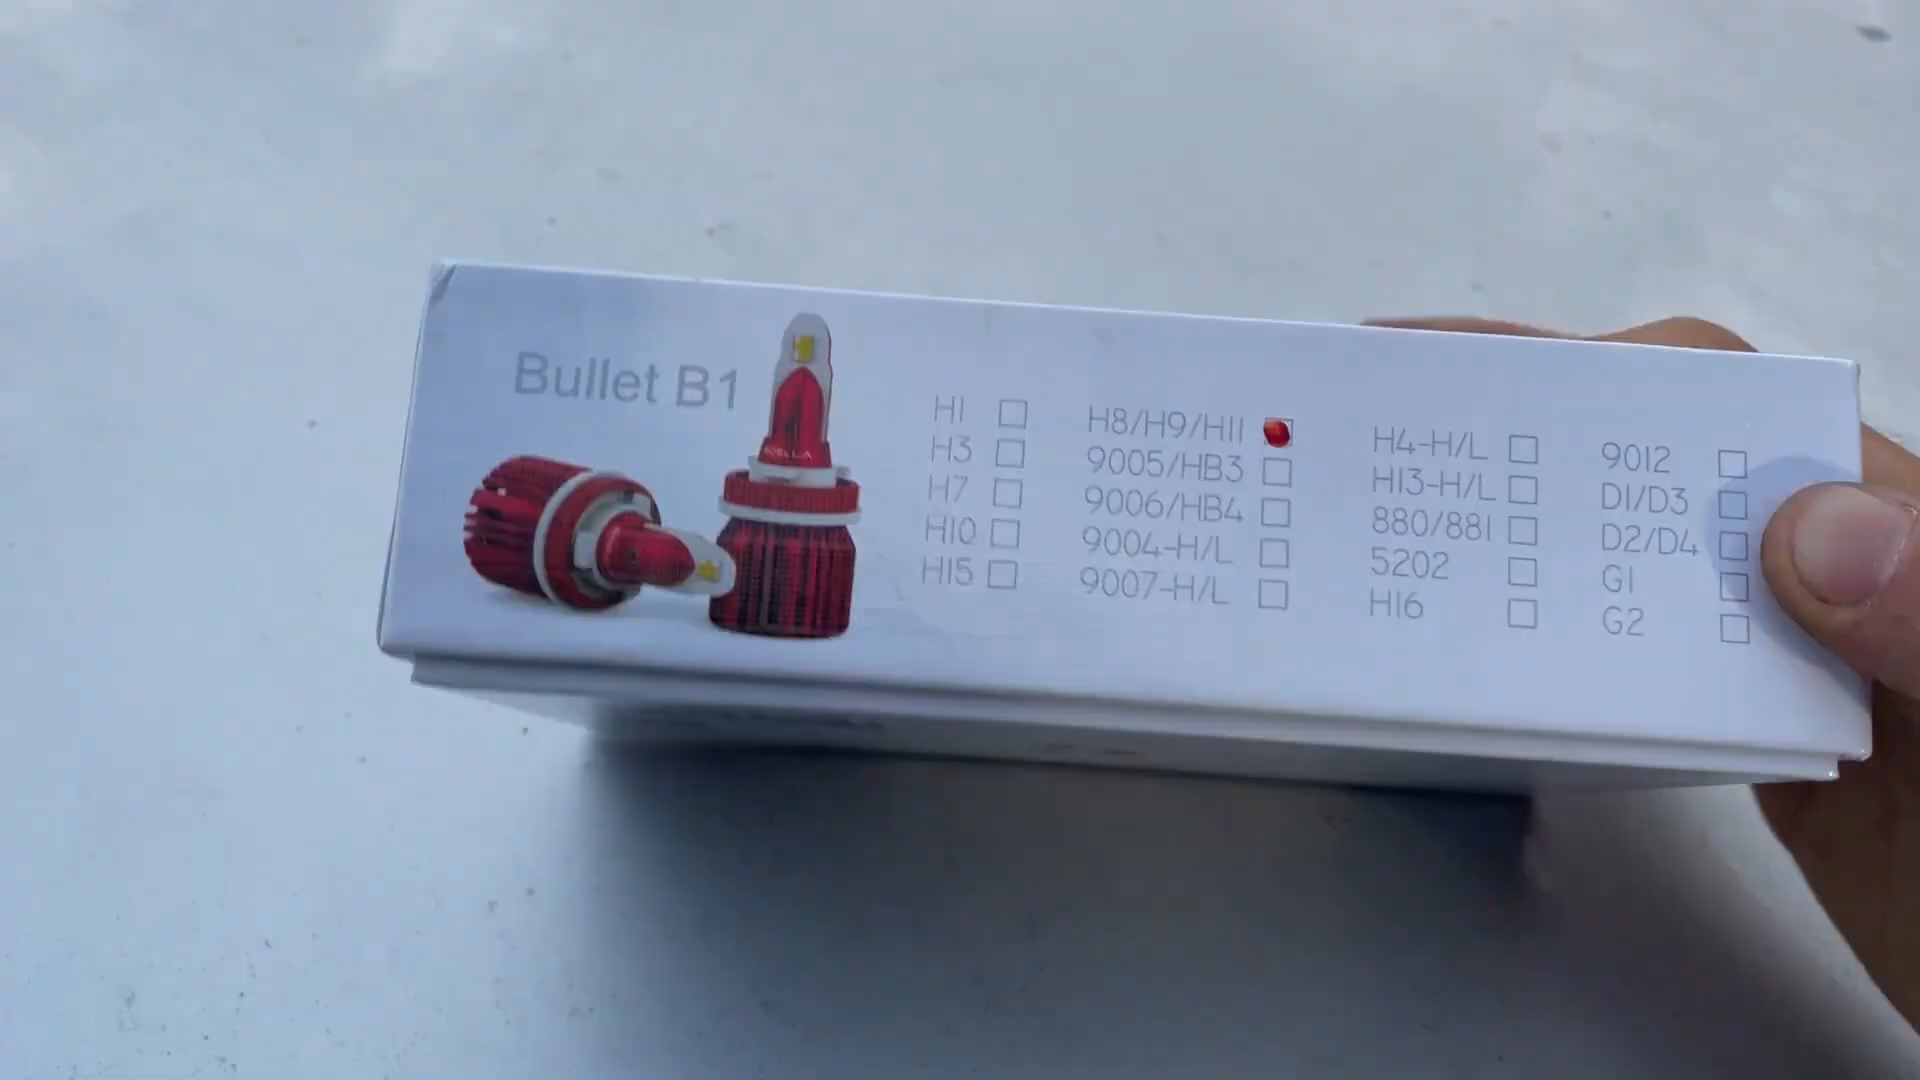 Bullet B1
H1
H3
H7
H10
H15
H8/H9/H11
9005/HB3
9006/HB4
9004-H/L
9007-H/L
H4-H/L
H13-H/L
880/881
5202
H16
9012
D1/D3
D2/D4
G1
G2